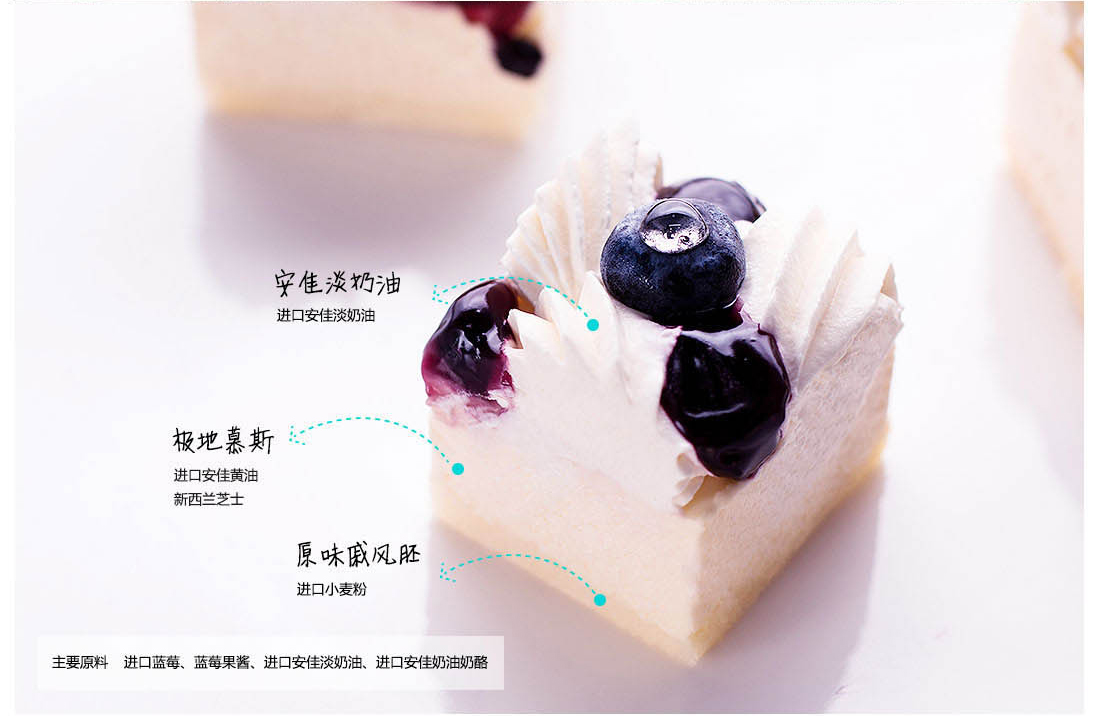 安佳淡奶油
进口安佳淡奶油
极地慕斯
进口安佳黄油
新西兰芝士
原味戚风胚
进口小麦粉
主要原料 进口蓝莓、蓝莓果酱、进口安佳淡奶油、进口安佳奶油奶酪